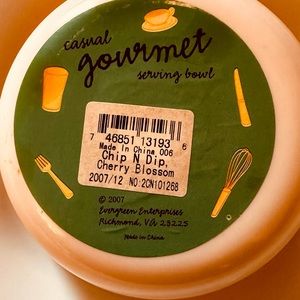 casual
gourmet
serving bowl
7 46851 13193 6
Made In China 006
Chip N Dip,
Cherry Blossom
2007/12 NO:2CN101268
© 2007
Evergreen Enterprises
Richmond, VA 23225
Made in China